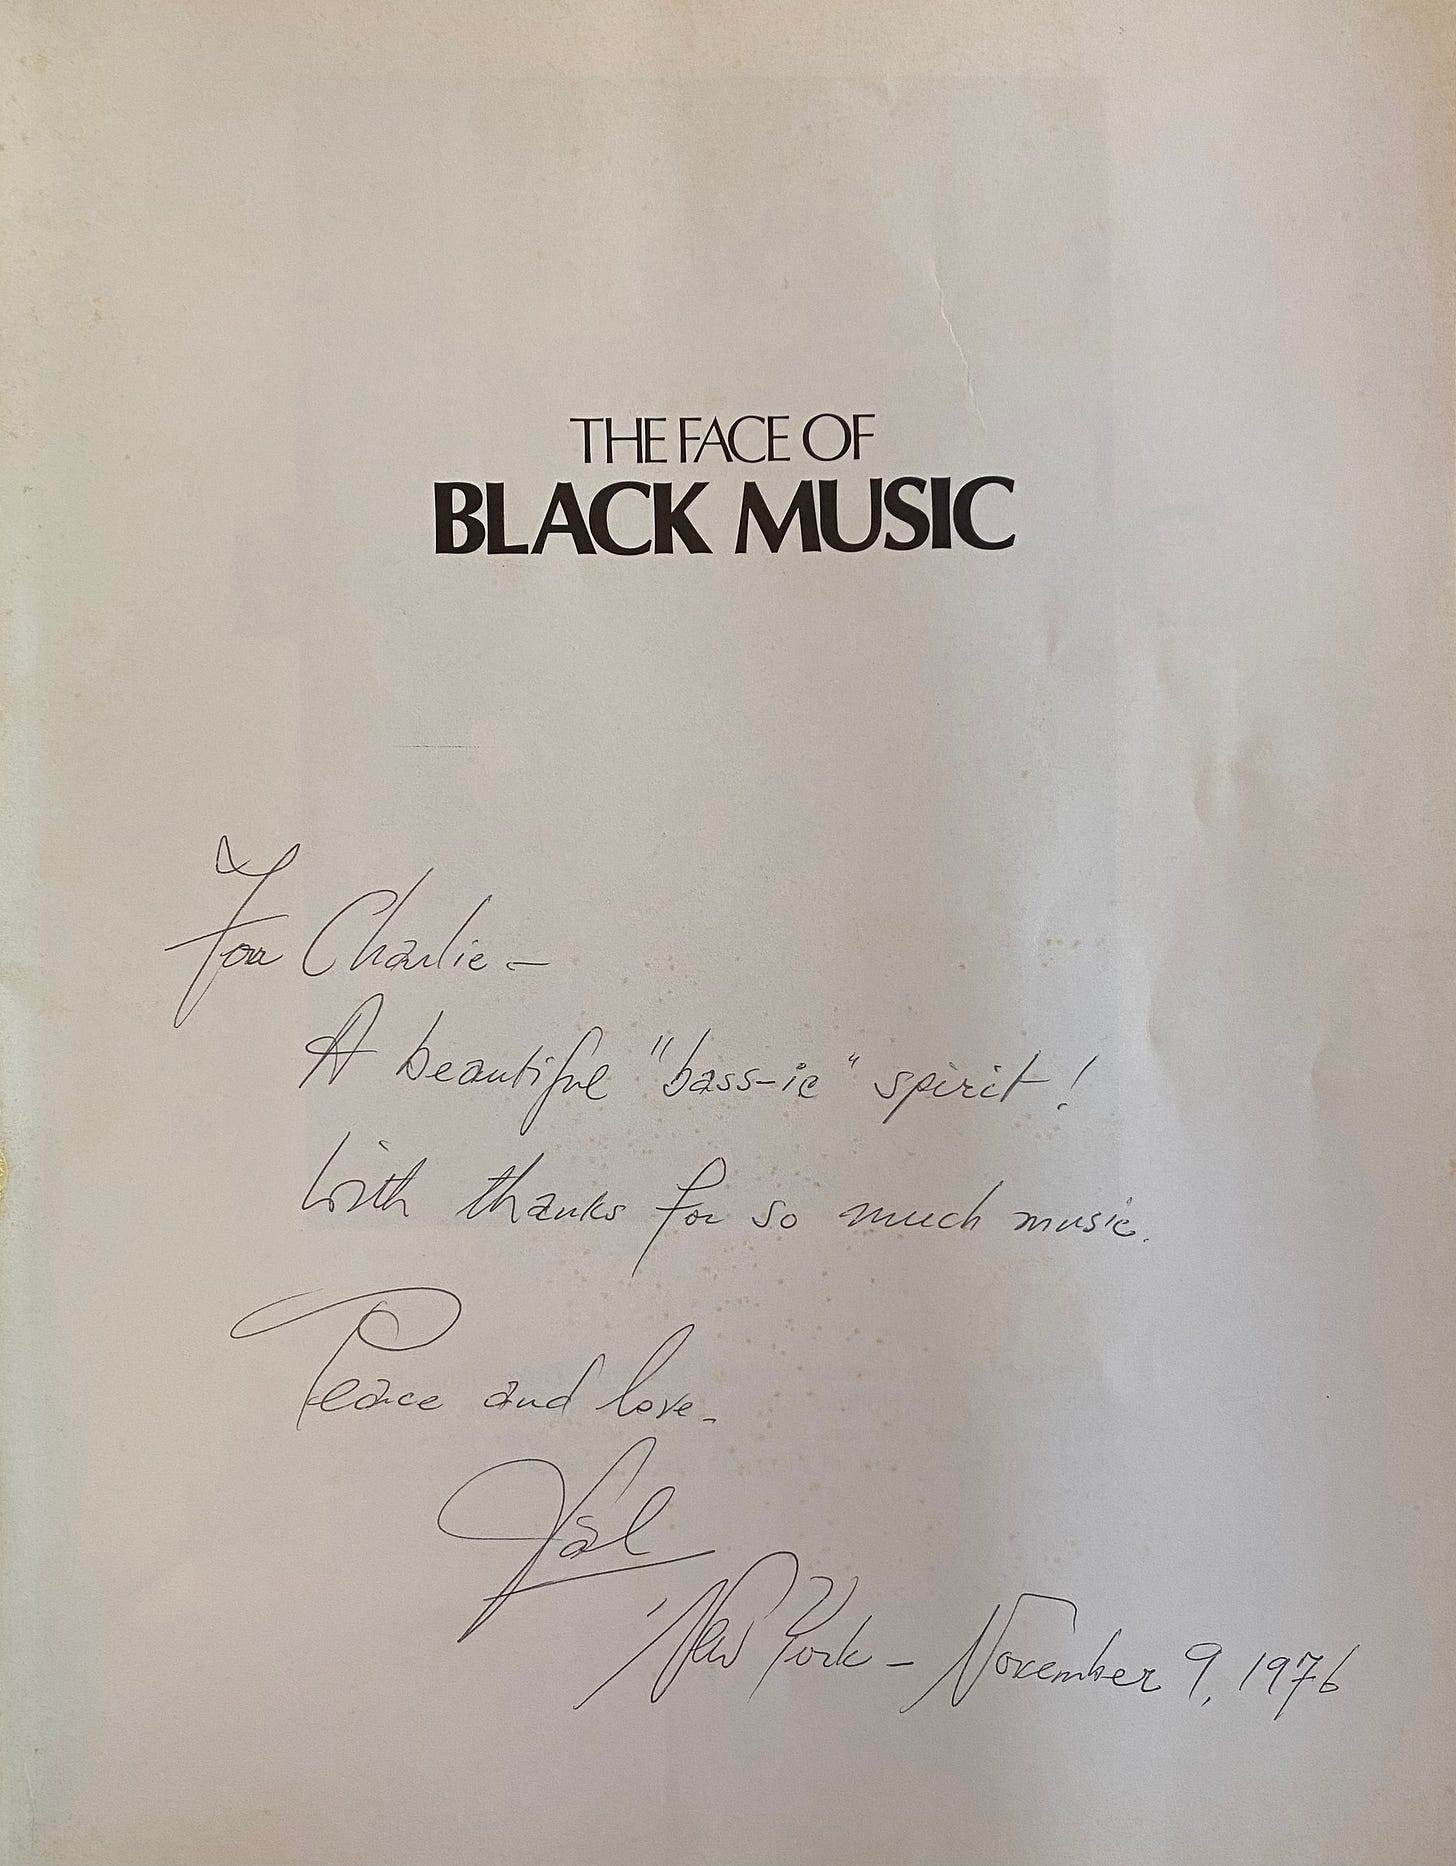 THE FACE OF
BLACK MUSIC
For Charlie –
A beautiful "bass-ic" spirit!
With thanks for so much music.
Peace and love.
Val
New York – November 9, 1976